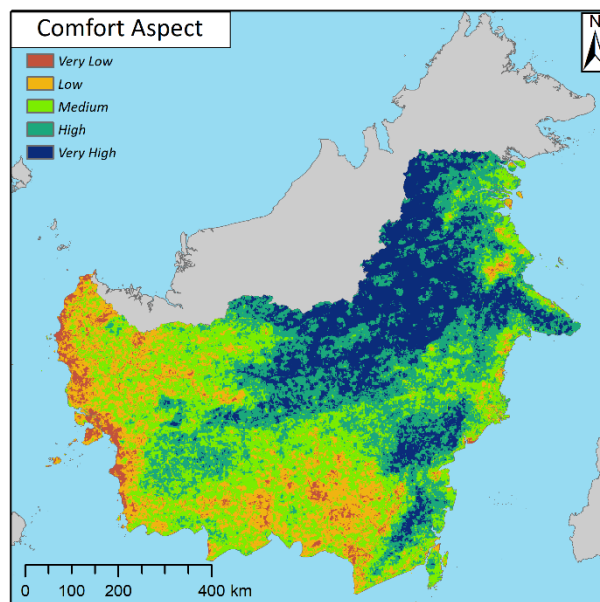 Comfort Aspect
N
Very Low
Low
Medium
High
Very High
0 100 200 400 km